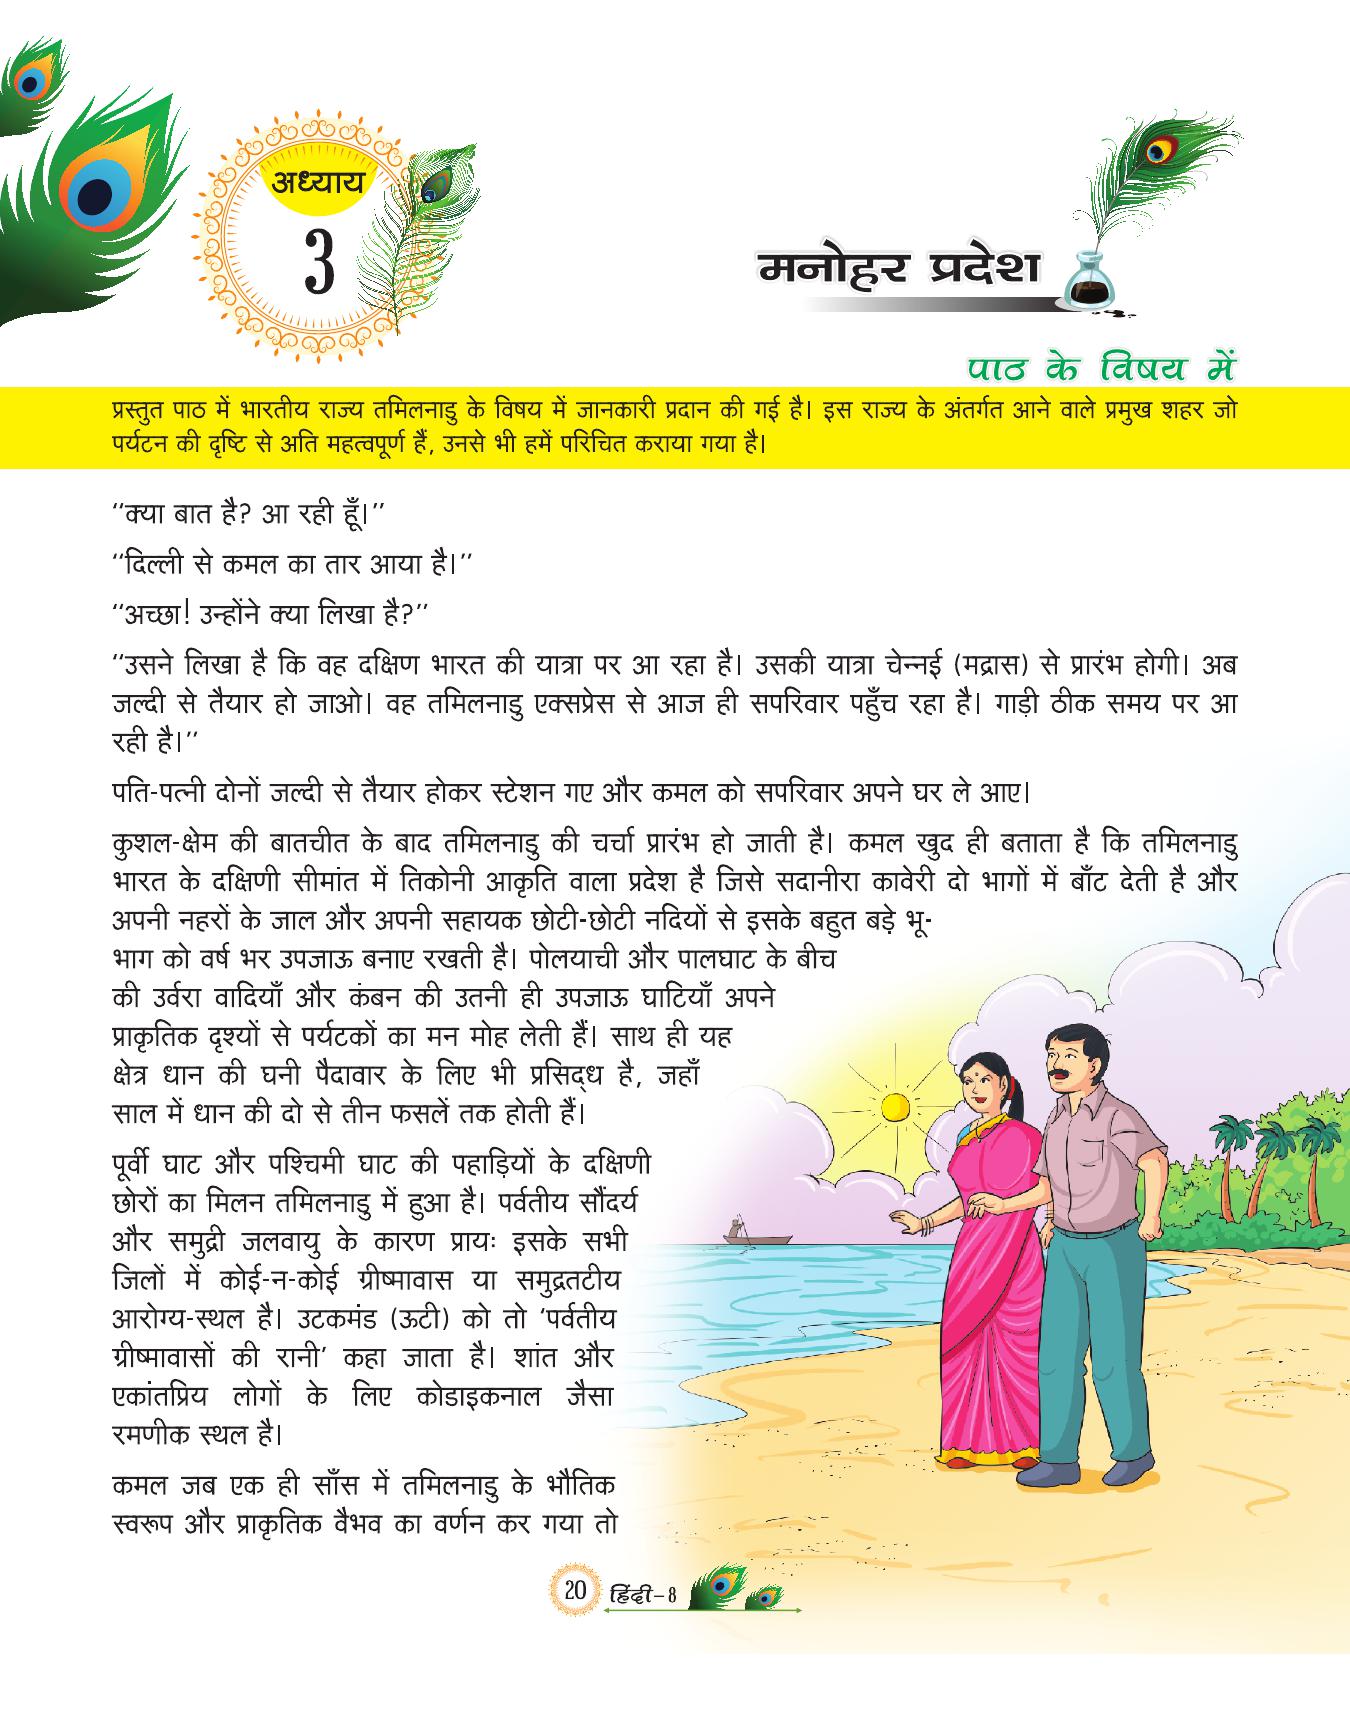 अध्याय
3
मनोहर प्रदेश
पाठ के विषय में
प्रस्तुत पाठ में भारतीय राज्य तमिलनाडु के विषय में जानकारी प्रदान की गई है। इस राज्य के अंतर्गत आने वाले प्रमुख शहर जो
पर्यटन की दृष्टि से अति महत्वपूर्ण हैं, उनसे भी हमें परिचित कराया गया है।
“क्या बात है? आ रही हूँ।”
“दिल्ली से कमल का तार आया है।”
“अच्छा! उन्होंने क्या लिखा है?”
“उसने लिखा है कि वह दक्षिण भारत की यात्रा पर आ रहा है। उसकी यात्रा चेन्नई (मद्रास) से प्रारंभ होगी। अब
जल्दी से तैयार हो जाओ। वह तमिलनाडु एक्सप्रेस से आज ही सपरिवार पहुँच रहा है। गाड़ी ठीक समय पर आ
रही है।”
पति-पत्नी दोनों जल्दी से तैयार होकर स्टेशन गए और कमल को सपरिवार अपने घर ले आए।
कुशल-क्षेम की बातचीत के बाद तमिलनाडु की चर्चा प्रारंभ हो जाती है। कमल खुद ही बताता है कि तमिलनाडु
भारत के दक्षिणी सीमांत में तिकोनी आकृति वाला प्रदेश है जिसे सदानीरा कावेरी दो भागों में बाँट देती है और
अपनी नहरों के जाल और अपनी सहायक छोटी-छोटी नदियों से इसके बहुत बड़े भू-
भाग को वर्ष भर उपजाऊ बनाए रखती है। पोलयाची और पालघाट के बीच
की उर्वरा वादियाँ और कंबन की उतनी ही उपजाऊ घाटियाँ अपने
प्राकृतिक दृश्यों से पर्यटकों का मन मोह लेती हैं। साथ ही यह
क्षेत्र धान की घनी पैदावार के लिए भी प्रसिद्ध है, जहाँ
साल में धान की दो से तीन फसलें तक होती हैं।
पूर्वी घाट और पश्चिमी घाट की पहाड़ियों के दक्षिणी
छोरों का मिलन तमिलनाडु में हुआ है। पर्वतीय सौंदर्य
और समुद्री जलवायु के कारण प्रायः इसके सभी
जिलों में कोई-न-कोई ग्रीष्मावास या समुद्रतटीय
आरोग्य-स्थल है। उटकमंड (ऊटी) को तो ‘पर्वतीय
ग्रीष्मावासों की रानी’ कहा जाता है। शांत और
एकांतप्रिय लोगों के लिए कोडाइकनाल जैसा
रमणीक स्थल है।
कमल जब एक ही साँस में तमिलनाडु के भौतिक
स्वरूप और प्राकृतिक वैभव का वर्णन कर गया तो
20 हिंदी-8